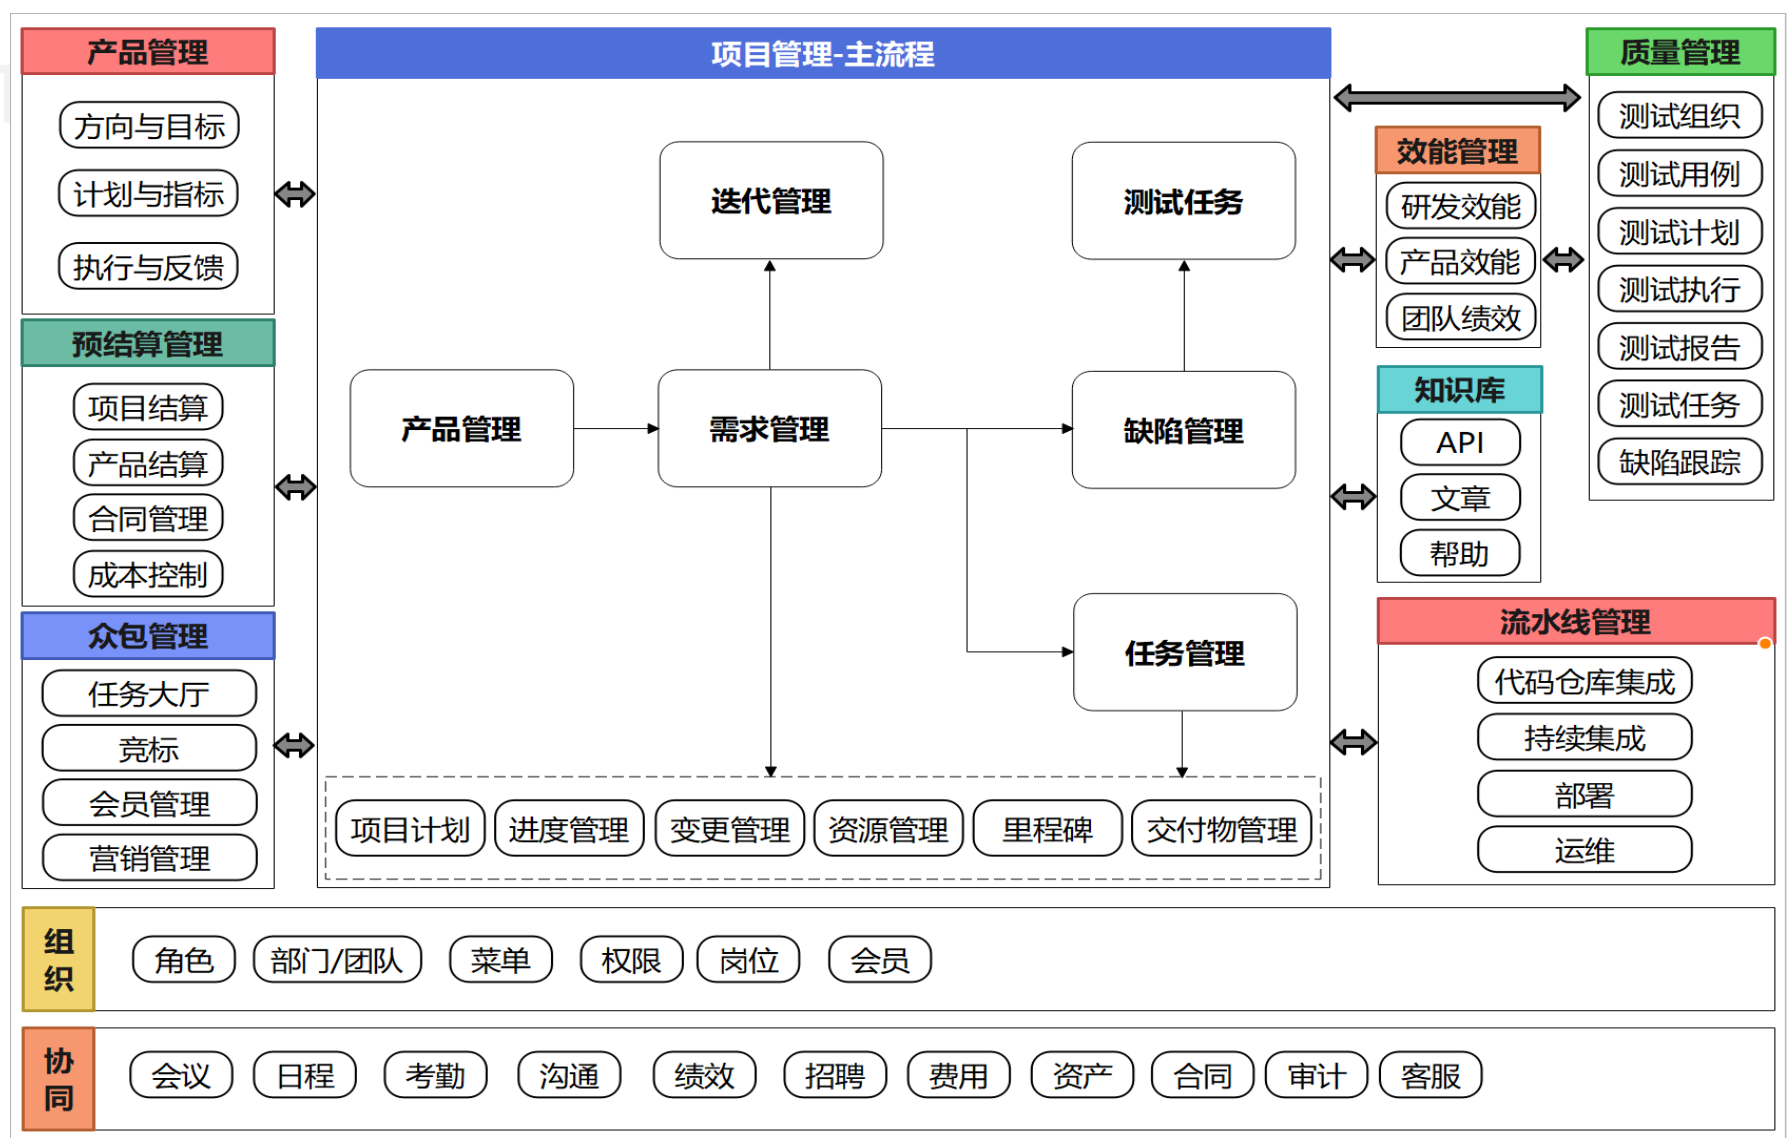 产品管理
方向与目标
计划与指标
执行与反馈
预结算管理
项目结算
产品结算
合同管理
成本控制
众包管理
任务大厅
竞标
会员管理
营销管理
项目管理-主流程
迭代管理
测试任务
产品管理
需求管理
缺陷管理
任务管理
项目计划
进度管理
变更管理
资源管理
里程碑
交付物管理
效能管理
研发效能
产品效能
团队绩效
知识库
API
文章
帮助
质量管理
测试组织
测试用例
测试计划
测试执行
测试报告
测试任务
缺陷跟踪
流水线管理
代码仓库集成
持续集成
部署
运维
组织
角色
部门/团队
菜单
权限
岗位
会员
协同
会议
日程
考勤
沟通
绩效
招聘
费用
资产
合同
审计
客服